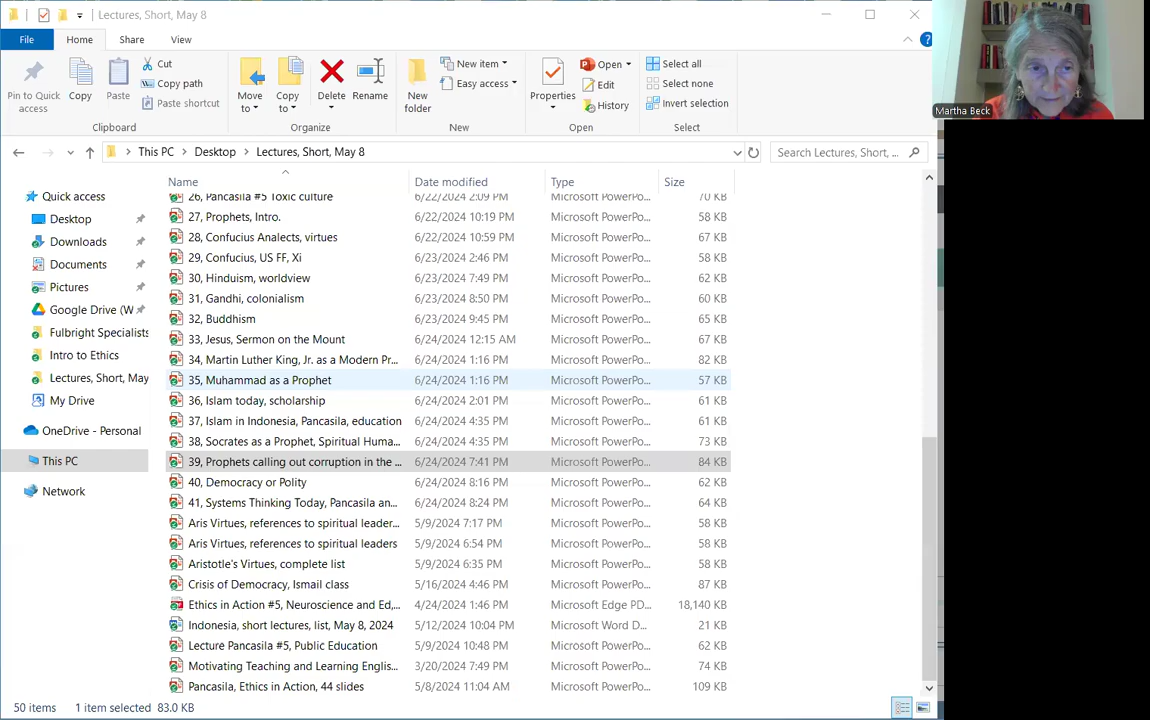 Lectures, Short, May 8
File Home Share View
Pin to Quick access
Copy
Paste
Cut
Copy path
Paste shortcut
Clipboard
Move to
Copy to
Delete
Rename
Organize
New folder
New item
Easy access
New
Properties
Open
Edit
History
Open
Select all
Select none
Invert selection
Select
Martha Beck
This PC Desktop Lectures, Short, May 8
Search Lectures, Short, ...
Quick access
Desktop
Downloads
Documents
Pictures
Google Drive (W
Fulbright Specialists
Intro to Ethics
Lectures, Short, May
My Drive
OneDrive - Personal
This PC
Network
Name Date modified Type Size
26, Pancasila #5 Toxic culture 6/22/2024 2:09 PM Microsoft PowerPo... 70 KB
27, Prophets, Intro. 6/22/2024 10:19 PM Microsoft PowerPo... 58 KB
28, Confucius Analects, virtues 6/22/2024 10:59 PM Microsoft PowerPo... 67 KB
29, Confucius, US FF, Xi 6/23/2024 2:46 PM Microsoft PowerPo... 58 KB
30, Hinduism, worldview 6/23/2024 7:49 PM Microsoft PowerPo... 62 KB
31, Gandhi, colonialism 6/23/2024 8:50 PM Microsoft PowerPo... 60 KB
32, Buddhism 6/23/2024 9:45 PM Microsoft PowerPo... 65 KB
33, Jesus, Sermon on the Mount 6/24/2024 12:15 AM Microsoft PowerPo... 67 KB
34, Martin Luther King, Jr. as a Modern Pr... 6/24/2024 1:16 PM Microsoft PowerPo... 82 KB
35, Muhammad as a Prophet 6/24/2024 1:16 PM Microsoft PowerPo... 57 KB
36, Islam today, scholarship 6/24/2024 2:01 PM Microsoft PowerPo... 61 KB
37, Islam in Indonesia, Pancasila, education 6/24/2024 4:35 PM Microsoft PowerPo... 61 KB
38, Socrates as a Prophet, Spiritual Huma... 6/24/2024 4:35 PM Microsoft PowerPo... 73 KB
39, Prophets calling out corruption in the ... 6/24/2024 7:41 PM Microsoft PowerPo... 84 KB
40, Democracy or Polity 6/24/2024 8:16 PM Microsoft PowerPo... 62 KB
41, Systems Thinking Today, Pancasila an... 6/24/2024 8:24 PM Microsoft PowerPo... 64 KB
Aris Virtues, references to spiritual leader... 5/9/2024 7:17 PM Microsoft PowerPo... 58 KB
Aris Virtues, references to spiritual leaders 5/9/2024 6:54 PM Microsoft PowerPo... 58 KB
Aristotle's Virtues, complete list 5/9/2024 6:35 PM Microsoft PowerPo... 58 KB
Crisis of Democracy, Ismail class 5/16/2024 4:46 PM Microsoft PowerPo... 87 KB
Ethics in Action #5, Neuroscience and Ed,... 4/24/2024 1:46 PM Microsoft Edge PD... 18,140 KB
Indonesia, short lectures, list, May 8, 2024 5/12/2024 10:04 PM Microsoft Word D... 21 KB
Lecture Pancasila #5, Public Education 5/9/2024 10:48 PM Microsoft PowerPo... 62 KB
Motivating Teaching and Learning Englis... 3/20/2024 7:49 PM Microsoft PowerPo... 74 KB
Pancasila, Ethics in Action, 44 slides 5/8/2024 11:04 AM Microsoft PowerPo... 109 KB
50 items 1 item selected 83.0 KB